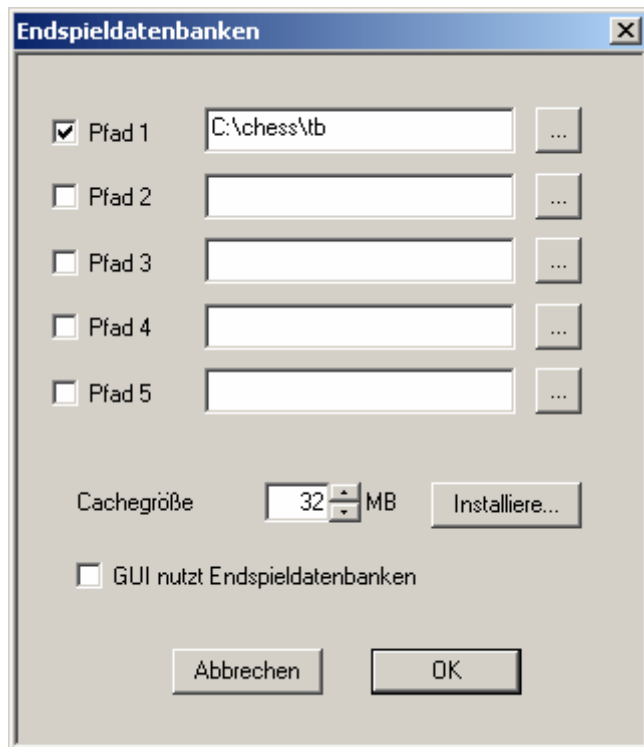 Endspieldatenbanken
Pfad 1 C:\chess\tb ...
Pfad 2 ...
Pfad 3 ...
Pfad 4 ...
Pfad 5 ...
Cachegröße 32 MB Installiere...
GUI nutzt Endspieldatenbanken
Abbrechen OK